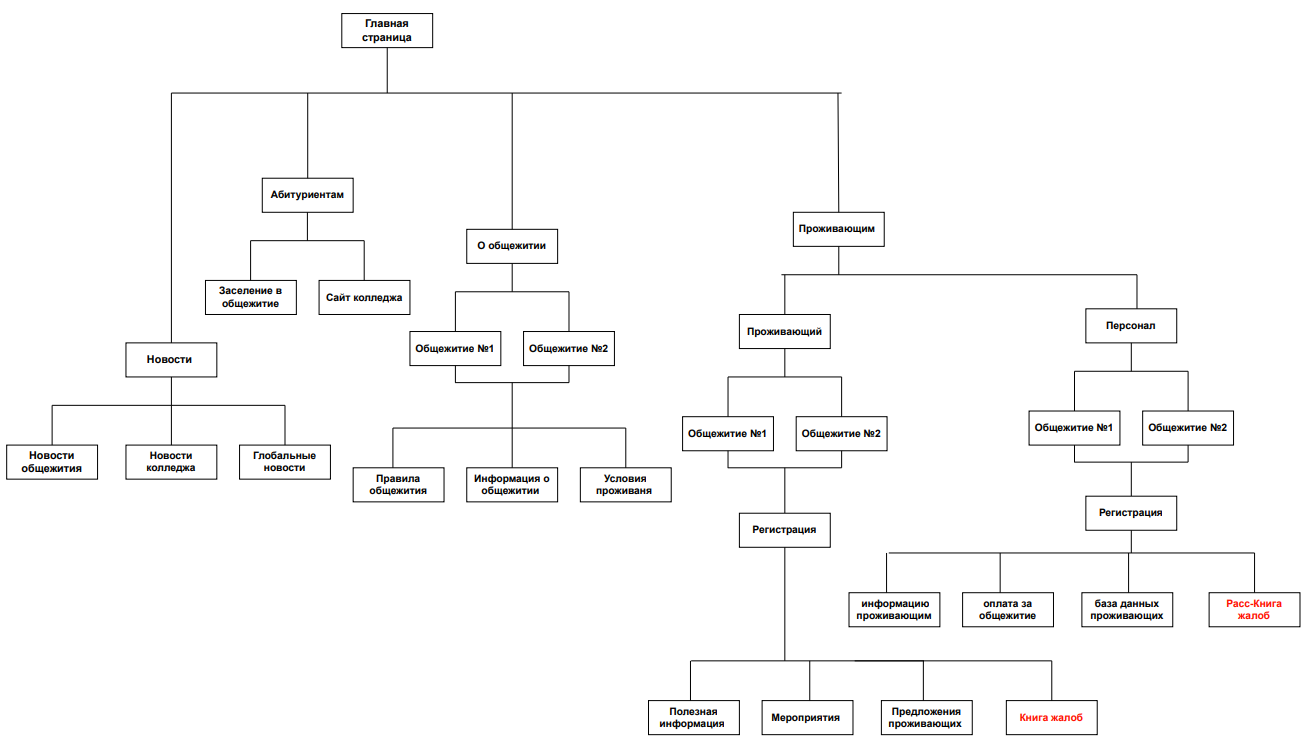 Главная
страница
Абитуриентам
Заселение в
общежитие
Сайт колледжа
Новости
Новости
общежития
Новости
колледжа
Глобальные
новости
О общежитии
Общежитие №1
Общежитие №2
Правила
общежития
Информация о
общежитии
Условия
проживаня
Проживающим
Проживающий
Общежитие №1
Общежитие №2
Регистрация
Полезная
информация
Мероприятия
Предложения
проживающих
Книга жалоб
Персонал
Общежитие №1
Общежитие №2
Регистрация
информацию
проживающим
оплата за
общежитие
база данных
проживающих
Расс-Книга
жалоб